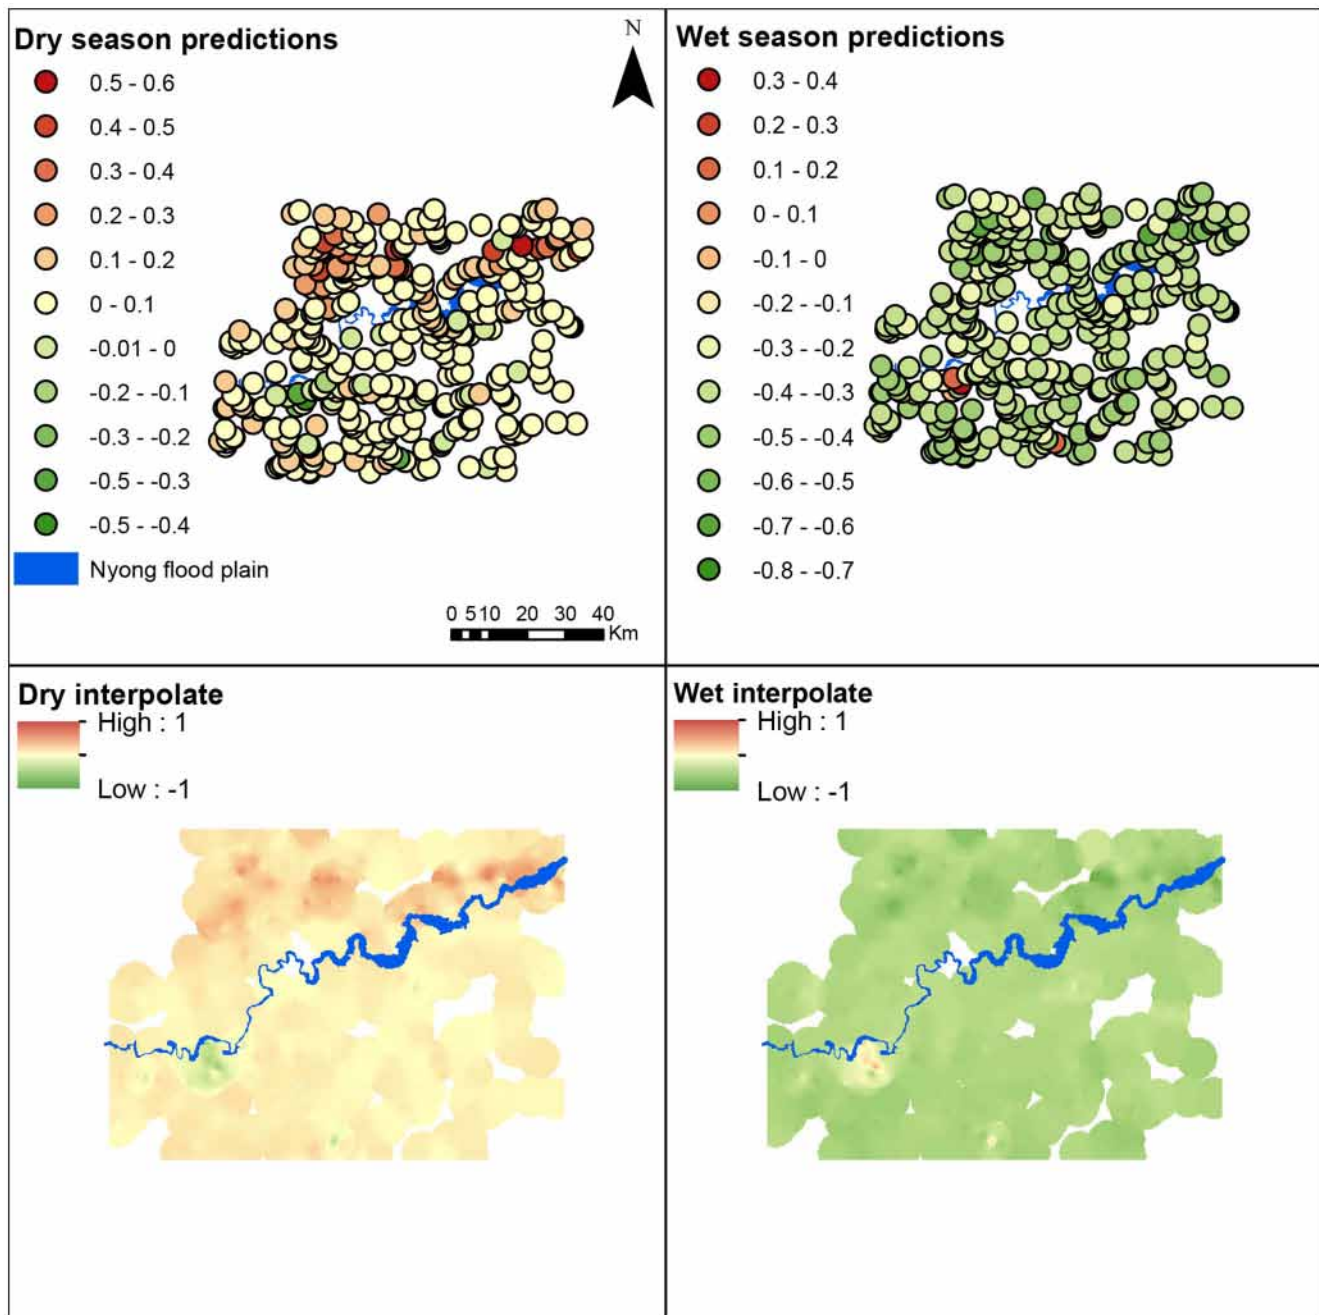 Dry season predictions
0.5 - 0.6
0.4 - 0.5
0.3 - 0.4
0.2 - 0.3
0.1 - 0.2
0 - 0.1
-0.01 - 0
-0.2 - -0.1
-0.3 - -0.2
-0.5 - -0.3
-0.5 - -0.4
Nyong flood plain
N
0 5 10 20 30 40
Km
Wet season predictions
0.3 - 0.4
0.2 - 0.3
0.1 - 0.2
0 - 0.1
-0.1 - 0
-0.2 - -0.1
-0.3 - -0.2
-0.4 - -0.3
-0.5 - -0.4
-0.6 - -0.5
-0.7 - -0.6
-0.8 - -0.7
Dry interpolate
High : 1
Low : -1
Wet interpolate
High : 1
Low : -1